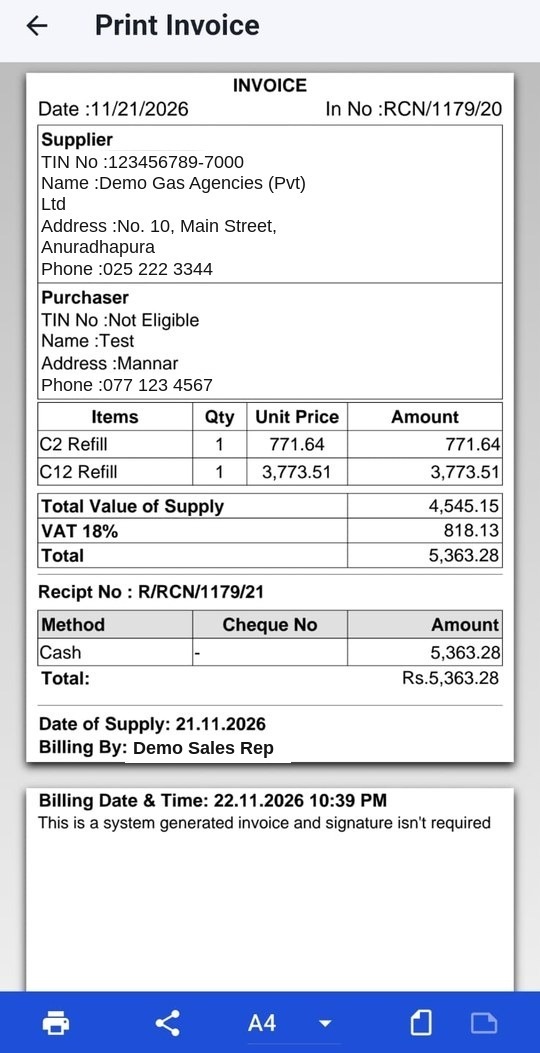 Print Invoice
INVOICE
Date :11/21/2026 In No :RCN/1179/20
Supplier
TIN No :123456789-7000
Name :Demo Gas Agencies (Pvt)
Ltd
Address :No. 10, Main Street,
Anuradhapura
Phone :025 222 3344
Purchaser
TIN No :Not Eligible
Name :Test
Address :Mannar
Phone :077 123 4567
Items Qty Unit Price Amount
C2 Refill 1 771.64 771.64
C12 Refill 1 3,773.51 3,773.51
Total Value of Supply 4,545.15
VAT 18% 818.13
Total 5,363.28
Recipt No : R/RCN/1179/21
Method Cheque No Amount
Cash - 5,363.28
Total: Rs.5,363.28
Date of Supply: 21.11.2026
Billing By: Demo Sales Rep
Billing Date & Time: 22.11.2026 10:39 PM
This is a system generated invoice and signature isn't required
A4